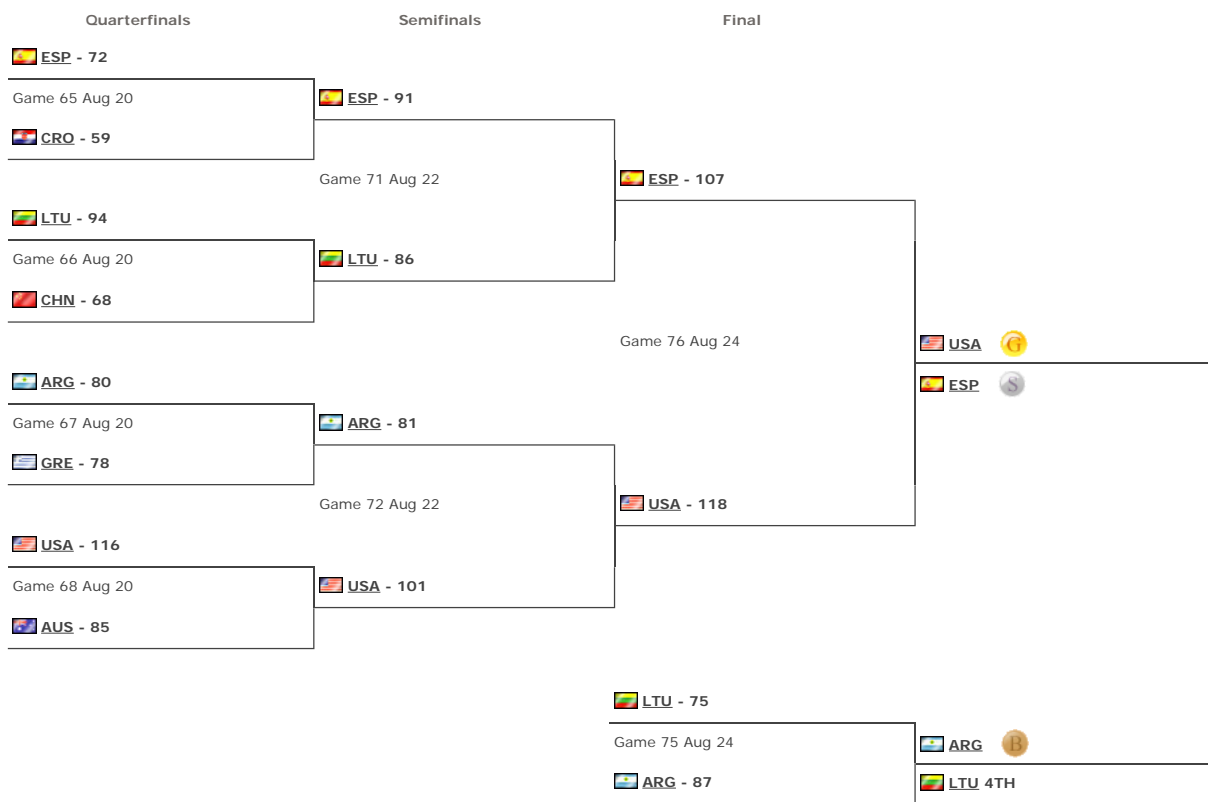 Quarterfinals
Semifinals
Final
ESP - 72
Game 65 Aug 20
CRO - 59
LTU - 94
Game 66 Aug 20
CHN - 68
ARG - 80
Game 67 Aug 20
GRE - 78
USA - 116
Game 68 Aug 20
AUS - 85
ESP - 91
Game 71 Aug 22
LTU - 86
ARG - 81
Game 72 Aug 22
USA - 101
ESP - 107
Game 76 Aug 24
USA - 118
USA G
ESP S
LTU - 75
Game 75 Aug 24
ARG - 87
ARG B
LTU 4TH